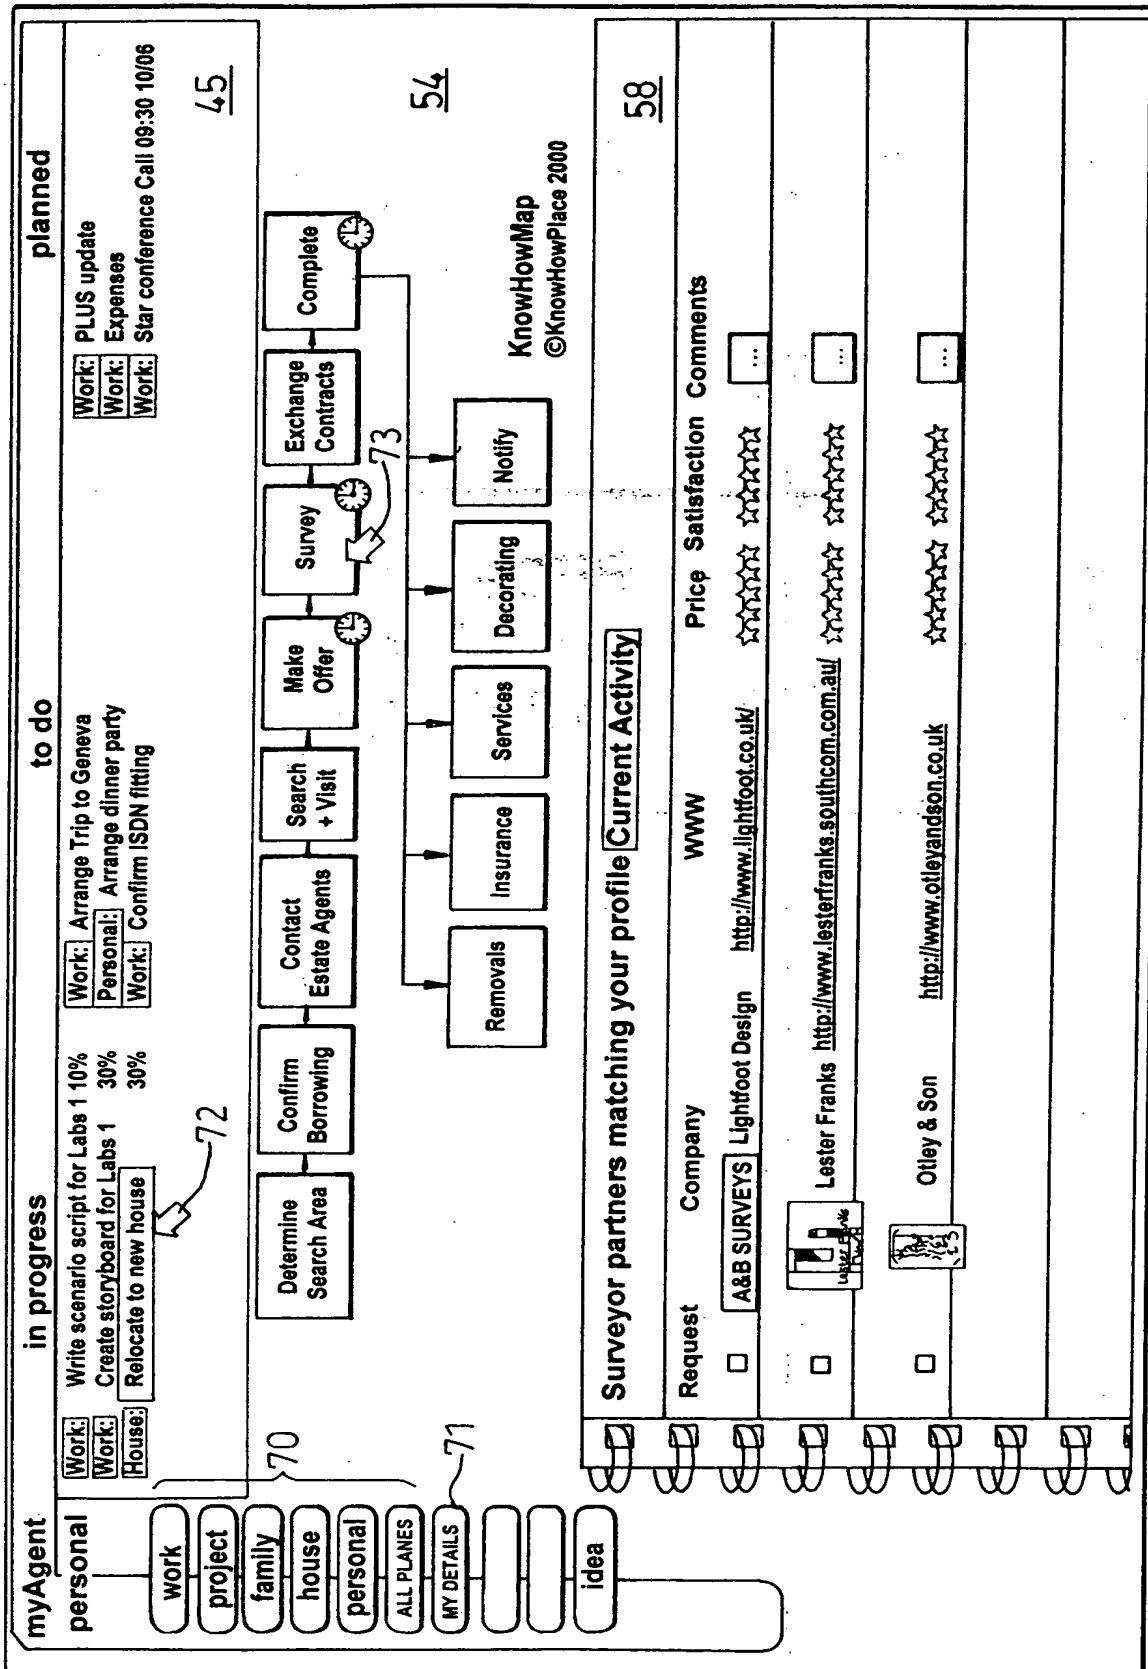 myAgent
in progress
to do
planned
personal
Work: Write scenario script for Labs 1 10%
Work: Create storyboard for Labs 1 30%
House: Relocate to new house 30%
Work: Arrange Trip to Geneva
Personal: Arrange dinner party
Work: Confirm ISDN fitting
Work: PLUS update
Work: Expenses
Work: Star conference Call 09:30 10/06
45
72
work
project
family
house
personal
ALL PLANES
MY DETAILS
idea
70
71
Determine
Search Area
Confirm
Borrowing
Contact
Estate Agents
Search
+ Visit
Make
Offer
Survey
Exchange
Contracts
Complete
73
54
Removals
Insurance
Services
Decorating
Notify
KnowHowMap
©KnowHowPlace 2000
Surveyor partners matching your profile Current Activity
58
Request Company WWW Price Satisfaction Comments
A&B SURVEYS Lightfoot Design http://www.lightfoot.co.uk/ ...
Lester Franks Lester Franks http://www.lesterfranks.southcom.com.au/ ...
Otley & Son http://www.otleyandson.co.uk ...